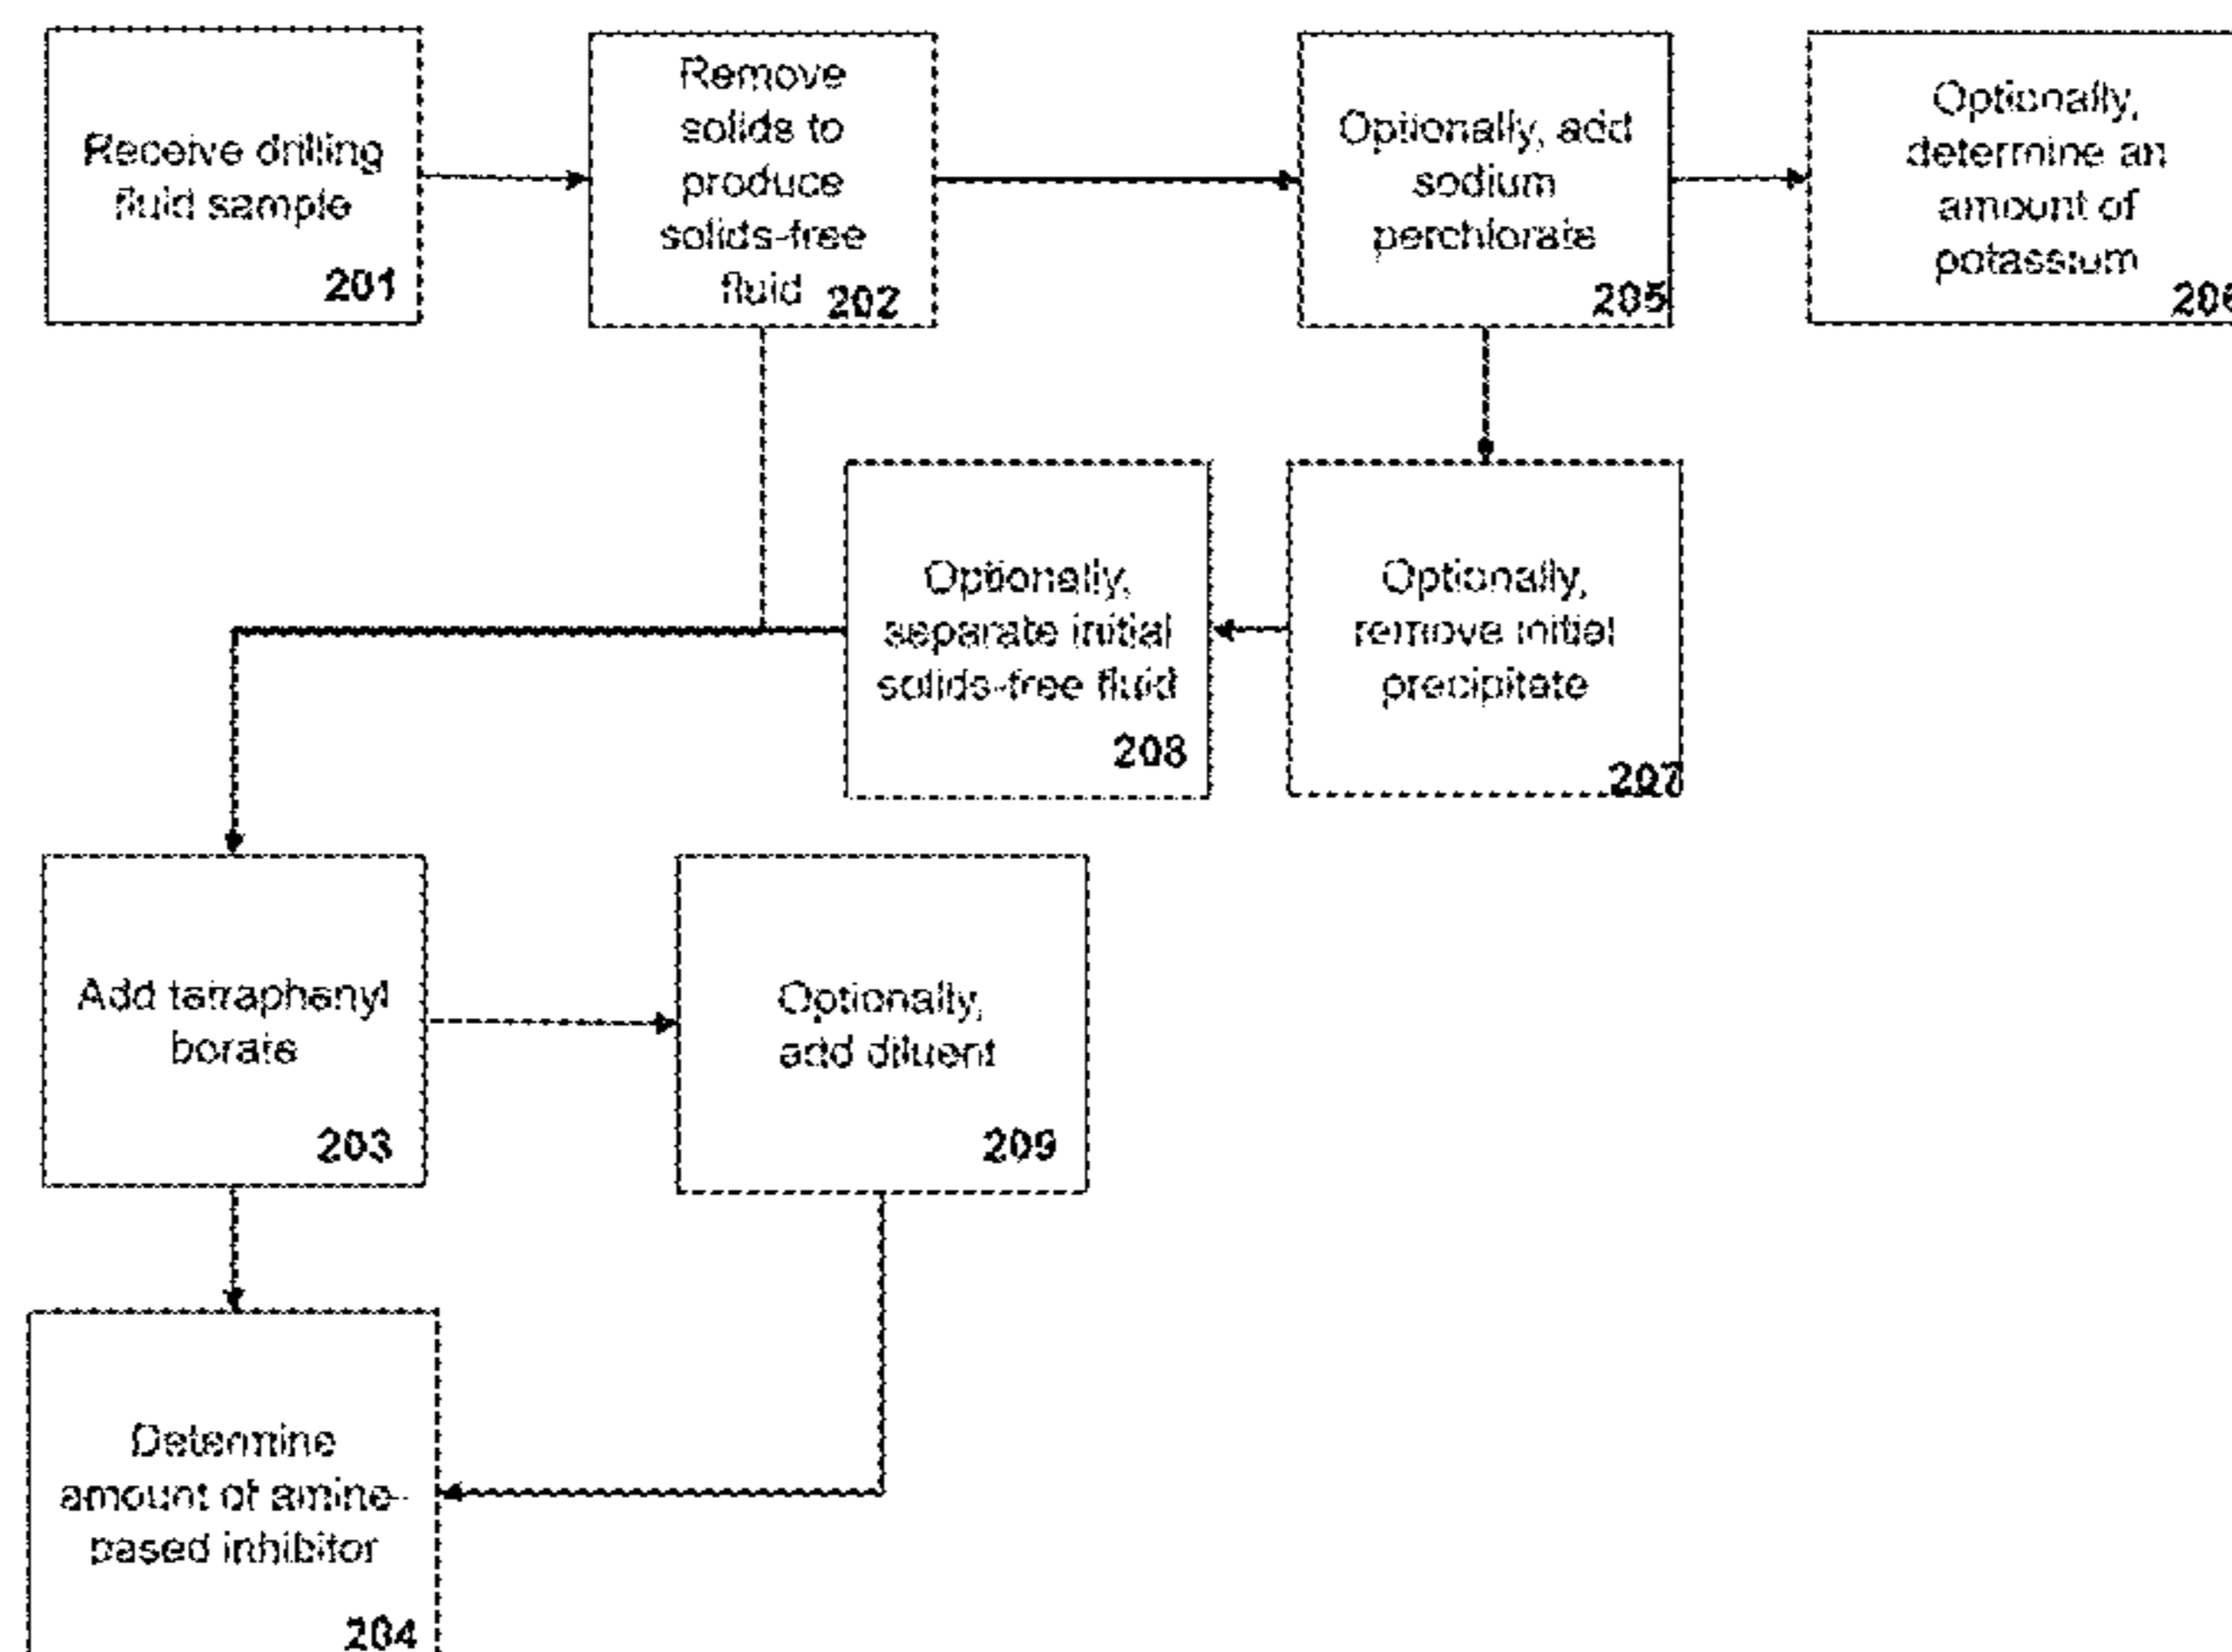 Receive drilling
fluid sample
201
Remove
solids to
produce
solids-free
fluid 202
Optionally, add
sodium
perchlorate
205
Optionally,
determine an
amount of
potassium
206
Optionally,
separate initial
solids-free fluid
208
Optionally,
remove initial
precipitate
207
Add tetraphenyl
borate
203
Optionally,
add diluent
209
Determine
amount of amine-
based inhibitor
204